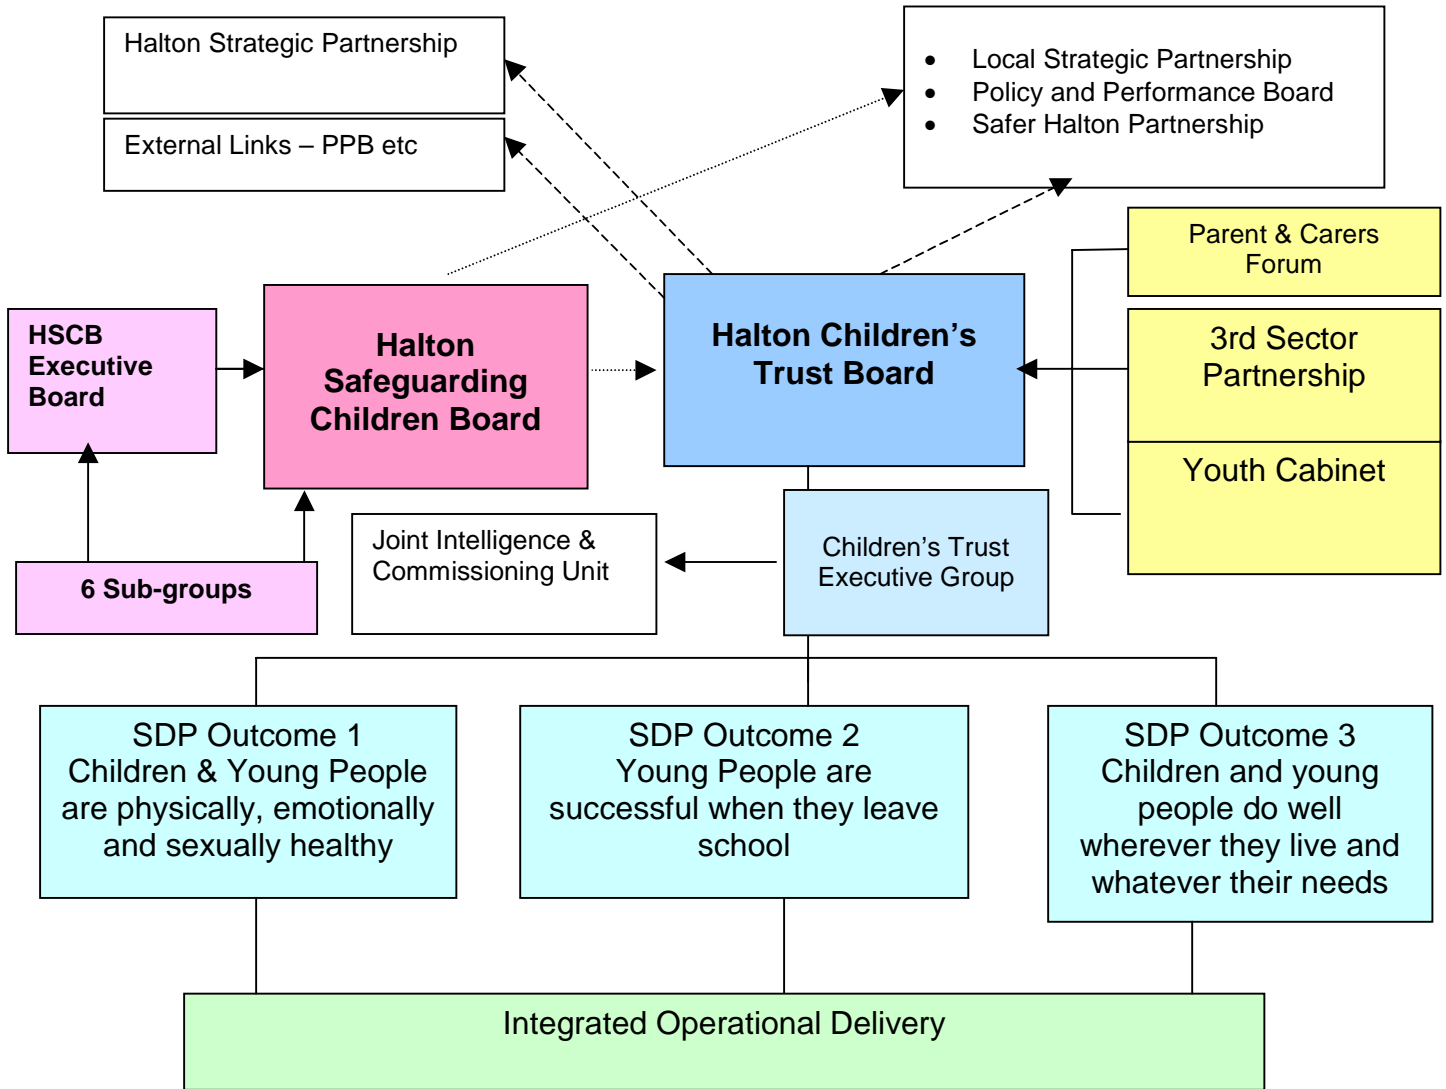 Halton Strategic Partnership
External Links – PPB etc
• Local Strategic Partnership
• Policy and Performance Board
• Safer Halton Partnership
Parent & Carers
Forum
3rd Sector
Partnership
Youth Cabinet
HSCB
Executive
Board
Halton
Safeguarding
Children Board
Halton Children’s
Trust Board
6 Sub-groups
Joint Intelligence &
Commissioning Unit
Children’s Trust
Executive Group
SDP Outcome 1
Children & Young People
are physically, emotionally
and sexually healthy
SDP Outcome 2
Young People are
successful when they leave
school
SDP Outcome 3
Children and young
people do well
wherever they live and
whatever their needs
Integrated Operational Delivery